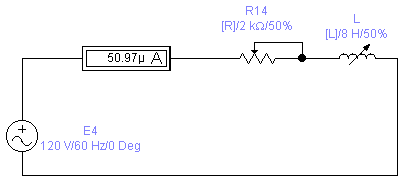 R14
[R]/2 kΩ/50%
L
[L]/8 H/50%
50.97µ A
E4
120 V/60 Hz/0 Deg